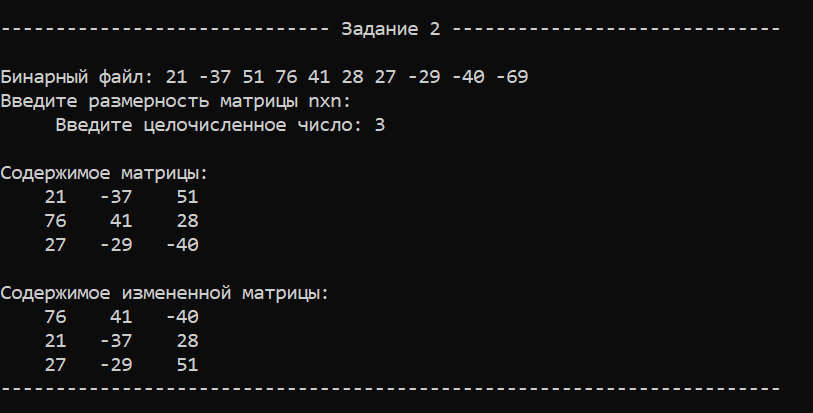 ------------------------------ Задание 2 ------------------------------
Бинарный файл: 21 -37 51 76 41 28 27 -29 -40 -69
Введите размерность матрицы nxn:
     Введите целочисленное число: 3
Содержимое матрицы:
    21   -37    51
    76    41    28
    27   -29   -40
Содержимое измененной матрицы:
    76    41   -40
    21   -37    28
    27   -29    51
-----------------------------------------------------------------------